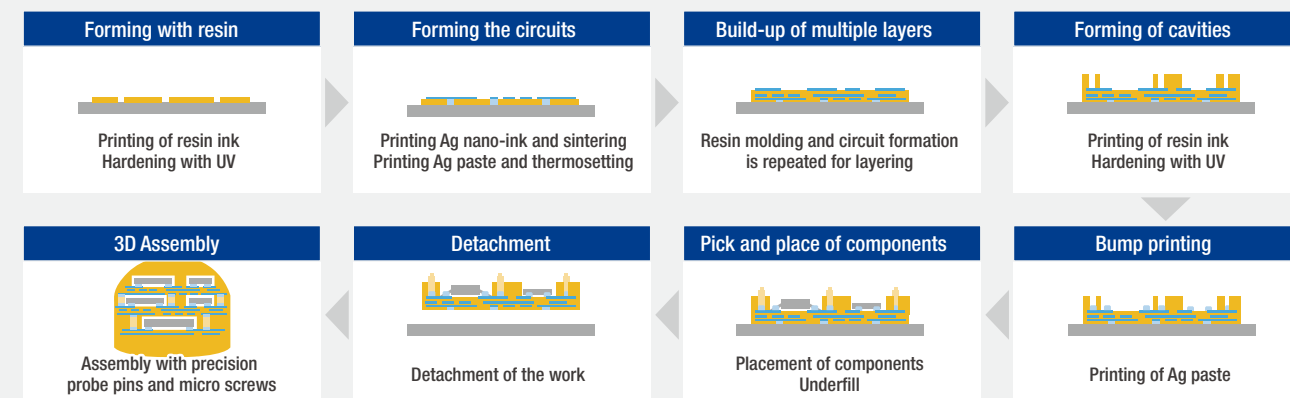 Forming with resin
Printing of resin ink
Hardening with UV
Forming the circuits
Printing Ag nano-ink and sintering
Printing Ag paste and thermosetting
Build-up of multiple layers
Resin molding and circuit formation
is repeated for layering
Forming of cavities
Printing of resin ink
Hardening with UV
Bump printing
Printing of Ag paste
Pick and place of components
Placement of components
Underfill
Detachment
Detachment of the work
3D Assembly
Assembly with precision
probe pins and micro screws